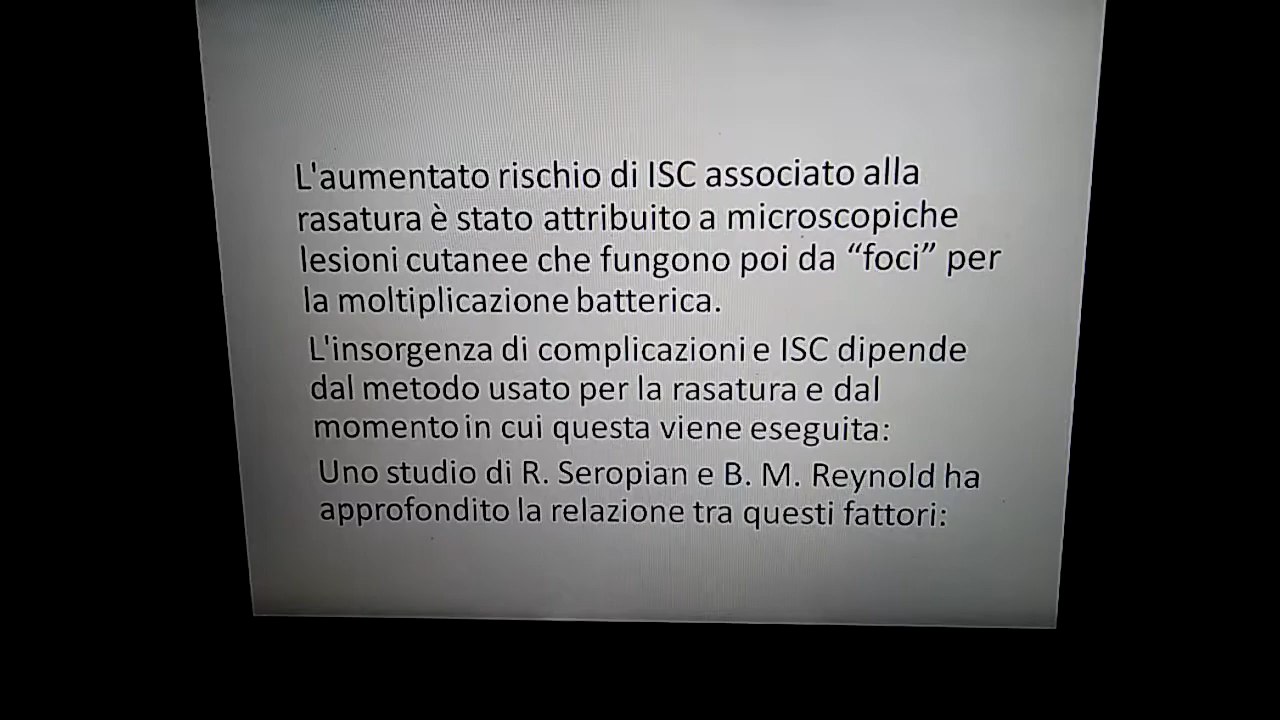 L'aumentato rischio di ISC associato alla
rasatura è stato attribuito a microscopiche
lesioni cutanee che fungono poi da “foci” per
la moltiplicazione batterica.
L'insorgenza di complicazioni e ISC dipende
dal metodo usato per la rasatura e dal
momento in cui questa viene eseguita:
Uno studio di R. Seropian e B. M. Reynold ha
approfondito la relazione tra questi fattori: